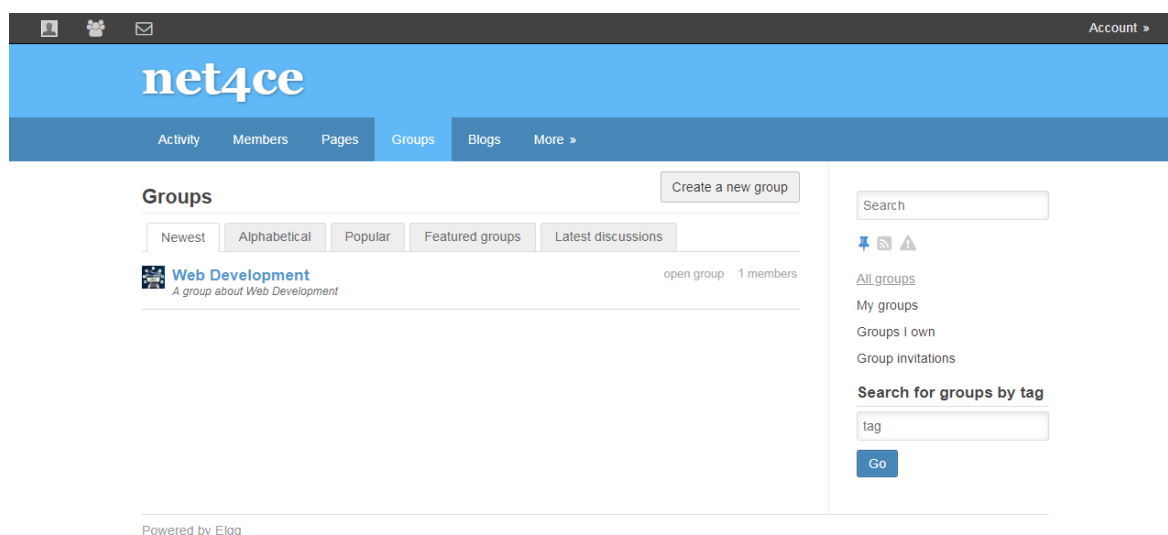 Account »
net4ce
Activity Members Pages Groups Blogs More »
Groups
Create a new group
Newest Alphabetical Popular Featured groups Latest discussions
Web Development
open group 1 members
A group about Web Development
Search
All groups
My groups
Groups I own
Group invitations
Search for groups by tag
tag
Go
Powered by Elgg